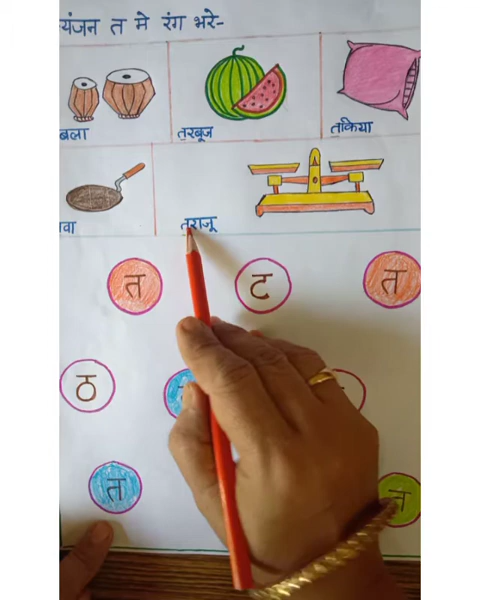 यंजन त मे रंग भरे-
बला तरबूज तकिया
वा तराजू
त ट त
ठ
त त